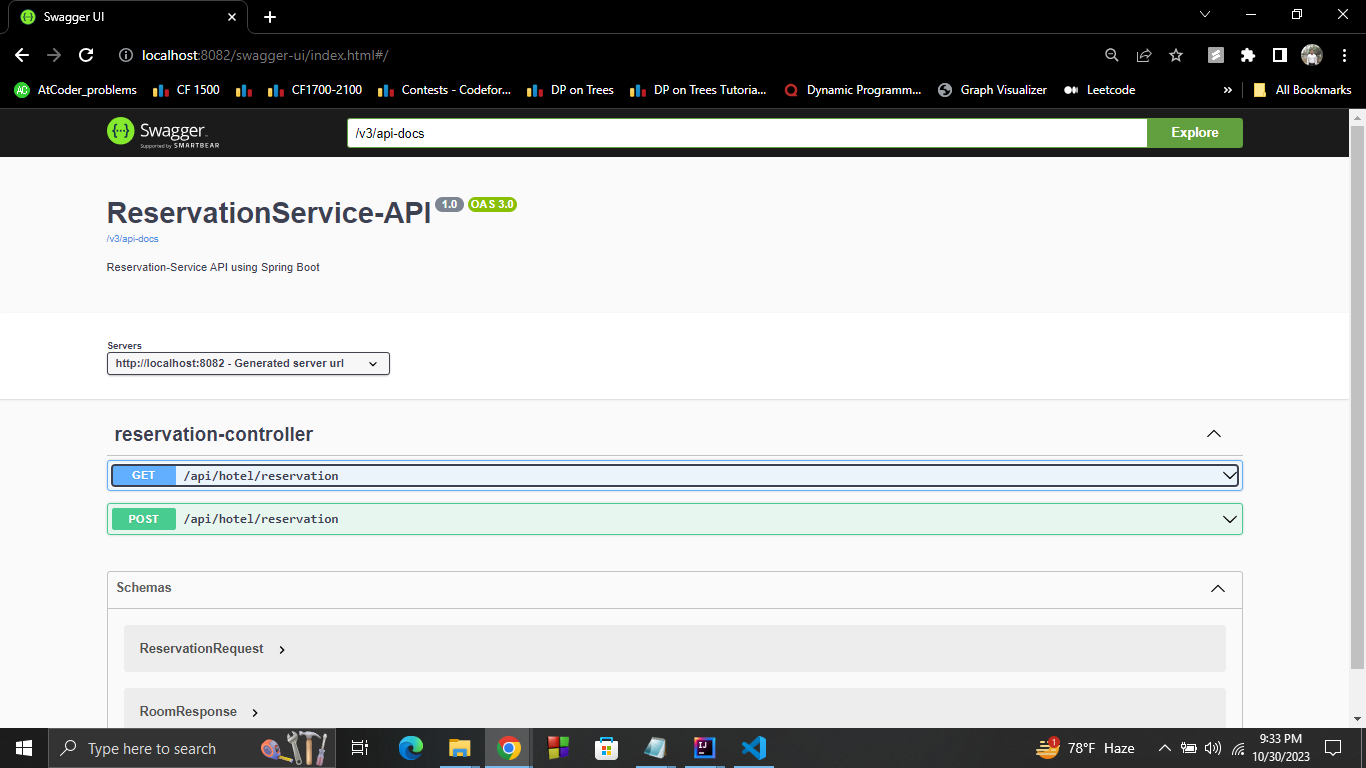 Swagger UI
localhost:8082/swagger-ui/index.html#/
AC AtCoder_problems CF 1500 CF1700-2100 Contests - Codefor... DP on Trees DP on Trees Tutoria... Dynamic Programm... Graph Visualizer Leetcode » All Bookmarks
{··} Swagger
Supported by SMARTBEAR
/v3/api-docs
Explore
ReservationService-API 1.0 OAS 3.0
/v3/api-docs
Reservation-Service API using Spring Boot
Servers
http://localhost:8082 - Generated server url
reservation-controller
GET /api/hotel/reservation
POST /api/hotel/reservation
Schemas
ReservationRequest
RoomResponse
Type here to search
1 78°F Haze
9:33 PM
10/30/2023